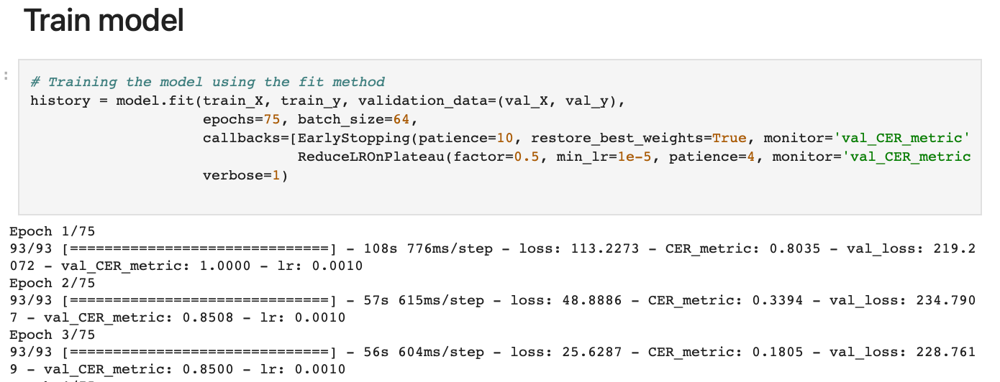 Train model
:
# Training the model using the fit method
history = model.fit(train_X, train_y, validation_data=(val_X, val_y),
epochs=75, batch_size=64,
callbacks=[EarlyStopping(patience=10, restore_best_weights=True, monitor='val_CER_metric'
ReduceLROnPlateau(factor=0.5, min_lr=1e-5, patience=4, monitor='val_CER_metric
verbose=1)
Epoch 1/75
93/93 [==============================] - 108s 776ms/step - loss: 113.2273 - CER_metric: 0.8035 - val_loss: 219.2
072 - val_CER_metric: 1.0000 - lr: 0.0010
Epoch 2/75
93/93 [==============================] - 57s 615ms/step - loss: 48.8886 - CER_metric: 0.3394 - val_loss: 234.790
7 - val_CER_metric: 0.8508 - lr: 0.0010
Epoch 3/75
93/93 [==============================] - 56s 604ms/step - loss: 25.6287 - CER_metric: 0.1805 - val_loss: 228.761
9 - val_CER_metric: 0.8500 - lr: 0.0010